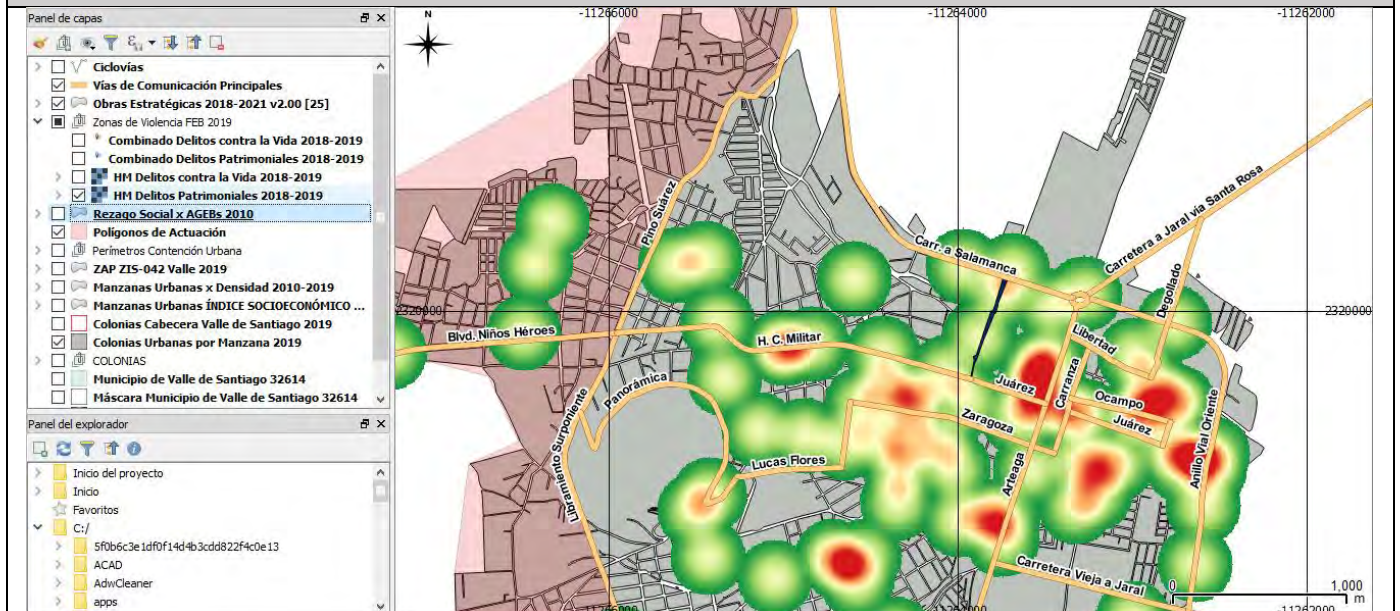 Panel de capas
Ciclovías
Vías de Comunicación Principales
Obras Estratégicas 2018-2021 v2.00 [25]
Zonas de Violencia FEB 2019
Combinado Delitos contra la Vida 2018-2019
Combinado Delitos Patrimoniales 2018-2019
HM Delitos contra la Vida 2018-2019
HM Delitos Patrimoniales 2018-2019
Rezago Social x AGEBs 2010
Polígonos de Actuación
Perímetros Contención Urbana
ZAP ZIS-042 Valle 2019
Manzanas Urbanas x Densidad 2010-2019
Manzanas Urbanas ÍNDICE SOCIOECONÓMICO ...
Colonias Cabecera Valle de Santiago 2019
Colonias Urbanas por Manzana 2019
COLONIAS
Municipio de Valle de Santiago 32614
Máscara Municipio de Valle de Santiago 32614
Panel del explorador
Inicio del proyecto
Inicio
Favoritos
C:/
5f0b6c3e1df0f14d4b3cdd822f4c0e13
ACAD
AdwCleaner
apps
N
-11266000
-11264000
-11262000
Pino Suárez
Carr. a Salamanca
Carretera a Jaral via Santa Rosa
Degollado
2320000
2320000
Blvd. Niños Héroes
H. C. Militar
Libertad
Carranza
Juárez
Ocampo
Juárez
Panorámica
Zaragoza
Anillo Vial Oriente
Libramiento Surponiente
Lucas Flores
Arteaga
Carretera Vieja a Jaral
0
1,000
m
-11266000
-11264000
-11262000